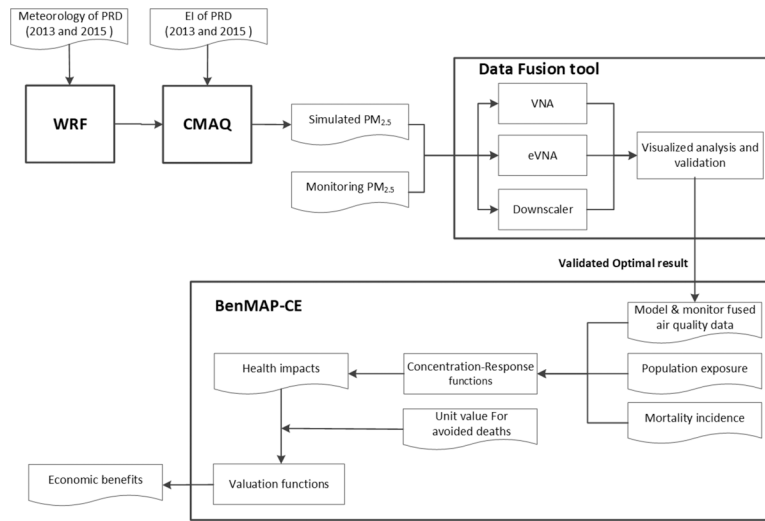 Meteorology of PRD
(2013 and 2015 )
EI of PRD
(2013 and 2015 )
WRF
CMAQ
Simulated PM2.5
Monitoring PM2.5
Data Fusion tool
VNA
eVNA
Downscaler
Visualized analysis and
validation
Validated Optimal result
BenMAP-CE
Model & monitor fused
air quality data
Health impacts
Concentration-Response
functions
Population exposure
Unit value For
avoided deaths
Mortality incidence
Economic benefits
Valuation functions